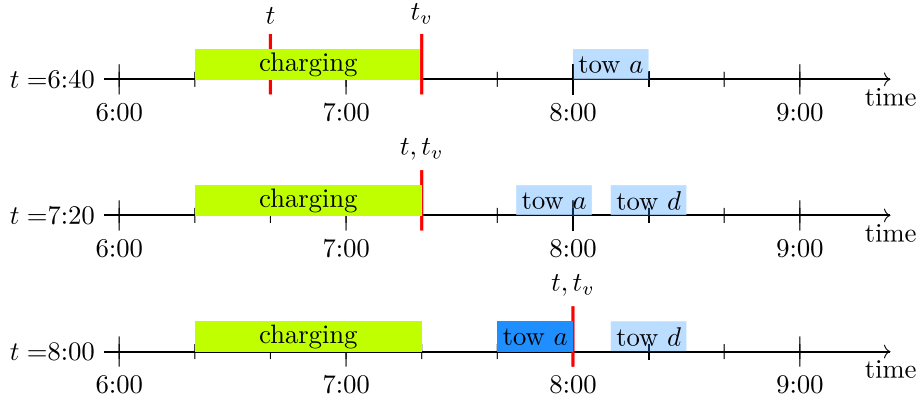 t t_v
charging tow a
t =6:40
6:00 7:00 8:00 9:00 time
t, t_v
charging tow a tow d
t =7:20
6:00 7:00 8:00 9:00 time
t, t_v
charging tow a tow d
t =8:00
6:00 7:00 8:00 9:00 time